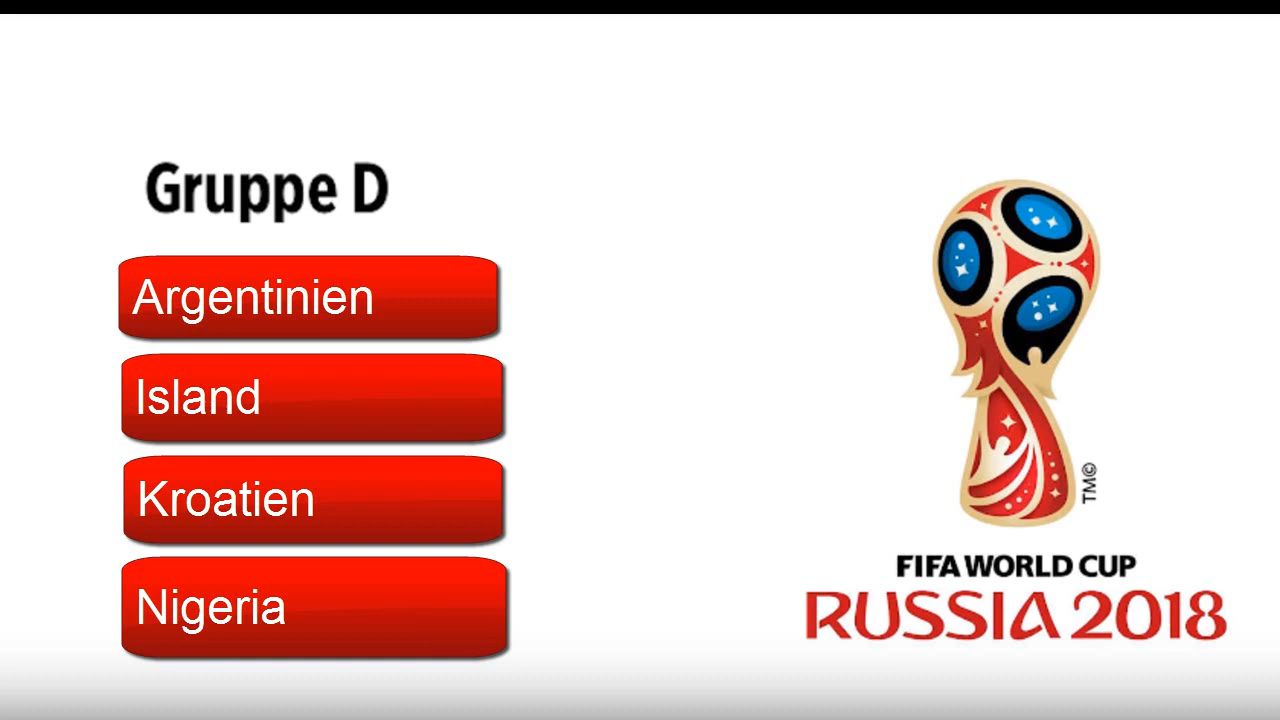 Gruppe D
Argentinien
Island
Kroatien
Nigeria
TM©
FIFA WORLD CUP
RUSSIA 2018